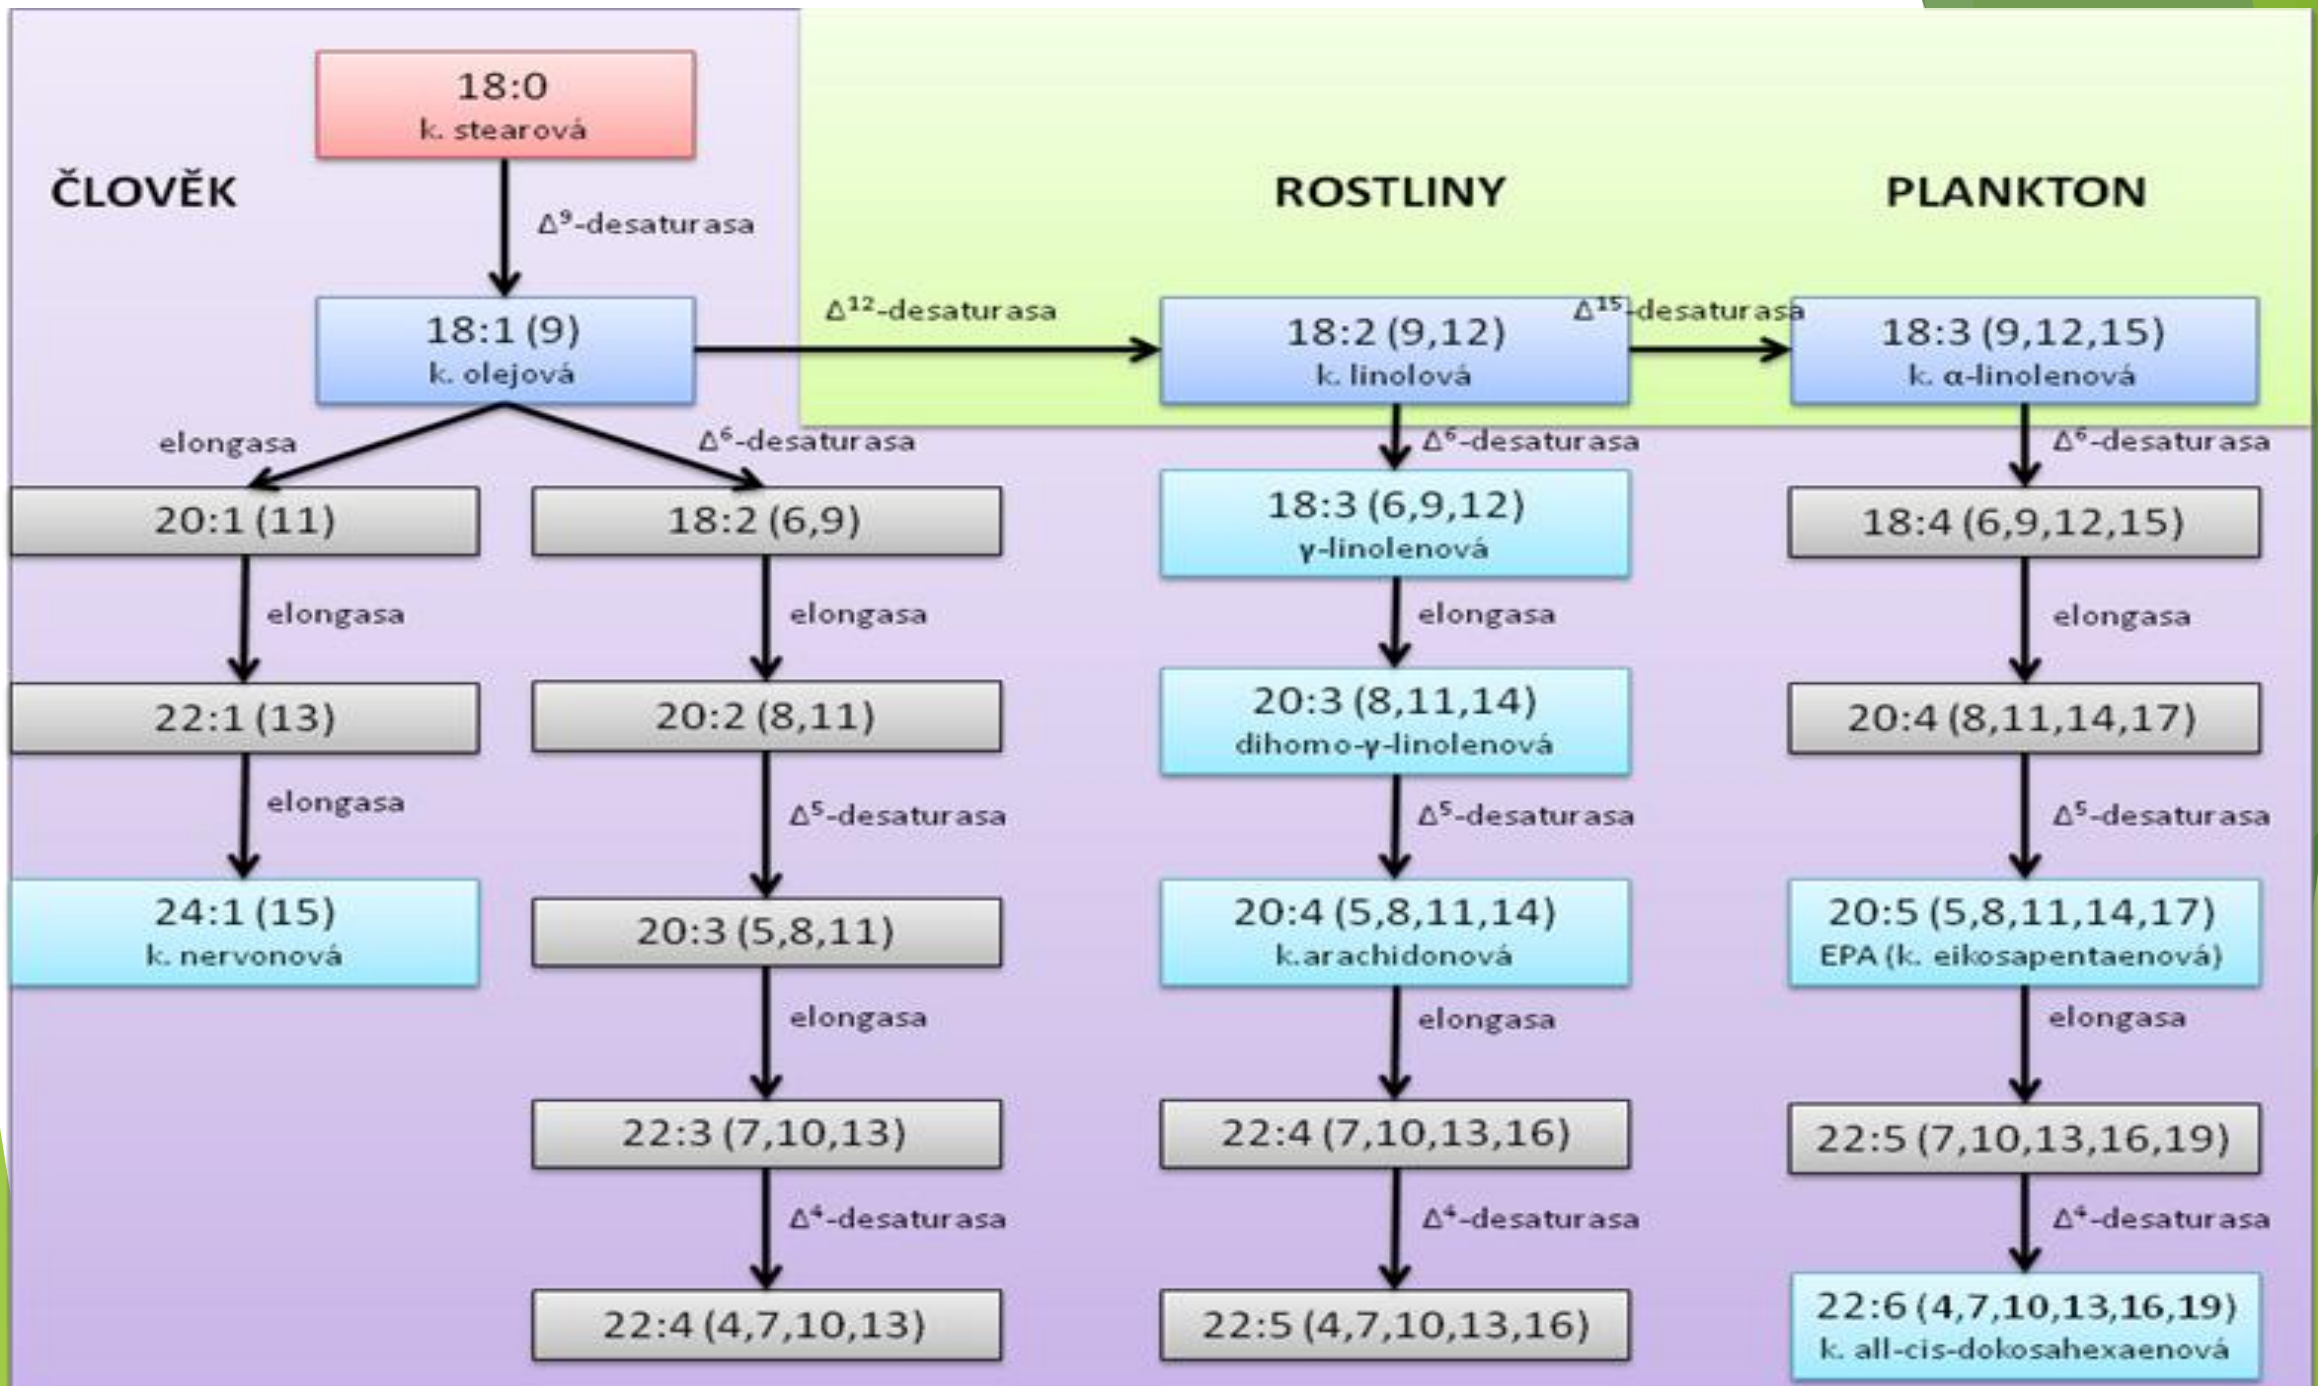 18:0
k. stearová
ČLOVĚK
ROSTLINY
PLANKTON
Δ⁹-desaturasa
18:1 (9)
k. olejová
Δ¹²-desaturasa
18:2 (9,12)
k. linolová
Δ¹⁵-desaturasa
18:3 (9,12,15)
k. α-linolenová
elongasa
Δ⁶-desaturasa
Δ⁶-desaturasa
Δ⁶-desaturasa
20:1 (11)
18:2 (6,9)
18:3 (6,9,12)
γ-linolenová
18:4 (6,9,12,15)
elongasa
elongasa
elongasa
elongasa
22:1 (13)
20:2 (8,11)
20:3 (8,11,14)
dihomo-γ-linolenová
20:4 (8,11,14,17)
elongasa
Δ⁵-desaturasa
Δ⁵-desaturasa
Δ⁵-desaturasa
24:1 (15)
k. nervonová
20:3 (5,8,11)
20:4 (5,8,11,14)
k.arachidonová
20:5 (5,8,11,14,17)
EPA (k. eikosapentaenová)
elongasa
elongasa
elongasa
22:3 (7,10,13)
22:4 (7,10,13,16)
22:5 (7,10,13,16,19)
Δ⁴-desaturasa
Δ⁴-desaturasa
Δ⁴-desaturasa
22:4 (4,7,10,13)
22:5 (4,7,10,13,16)
22:6 (4,7,10,13,16,19)
k. all-cis-dokosahexaenová